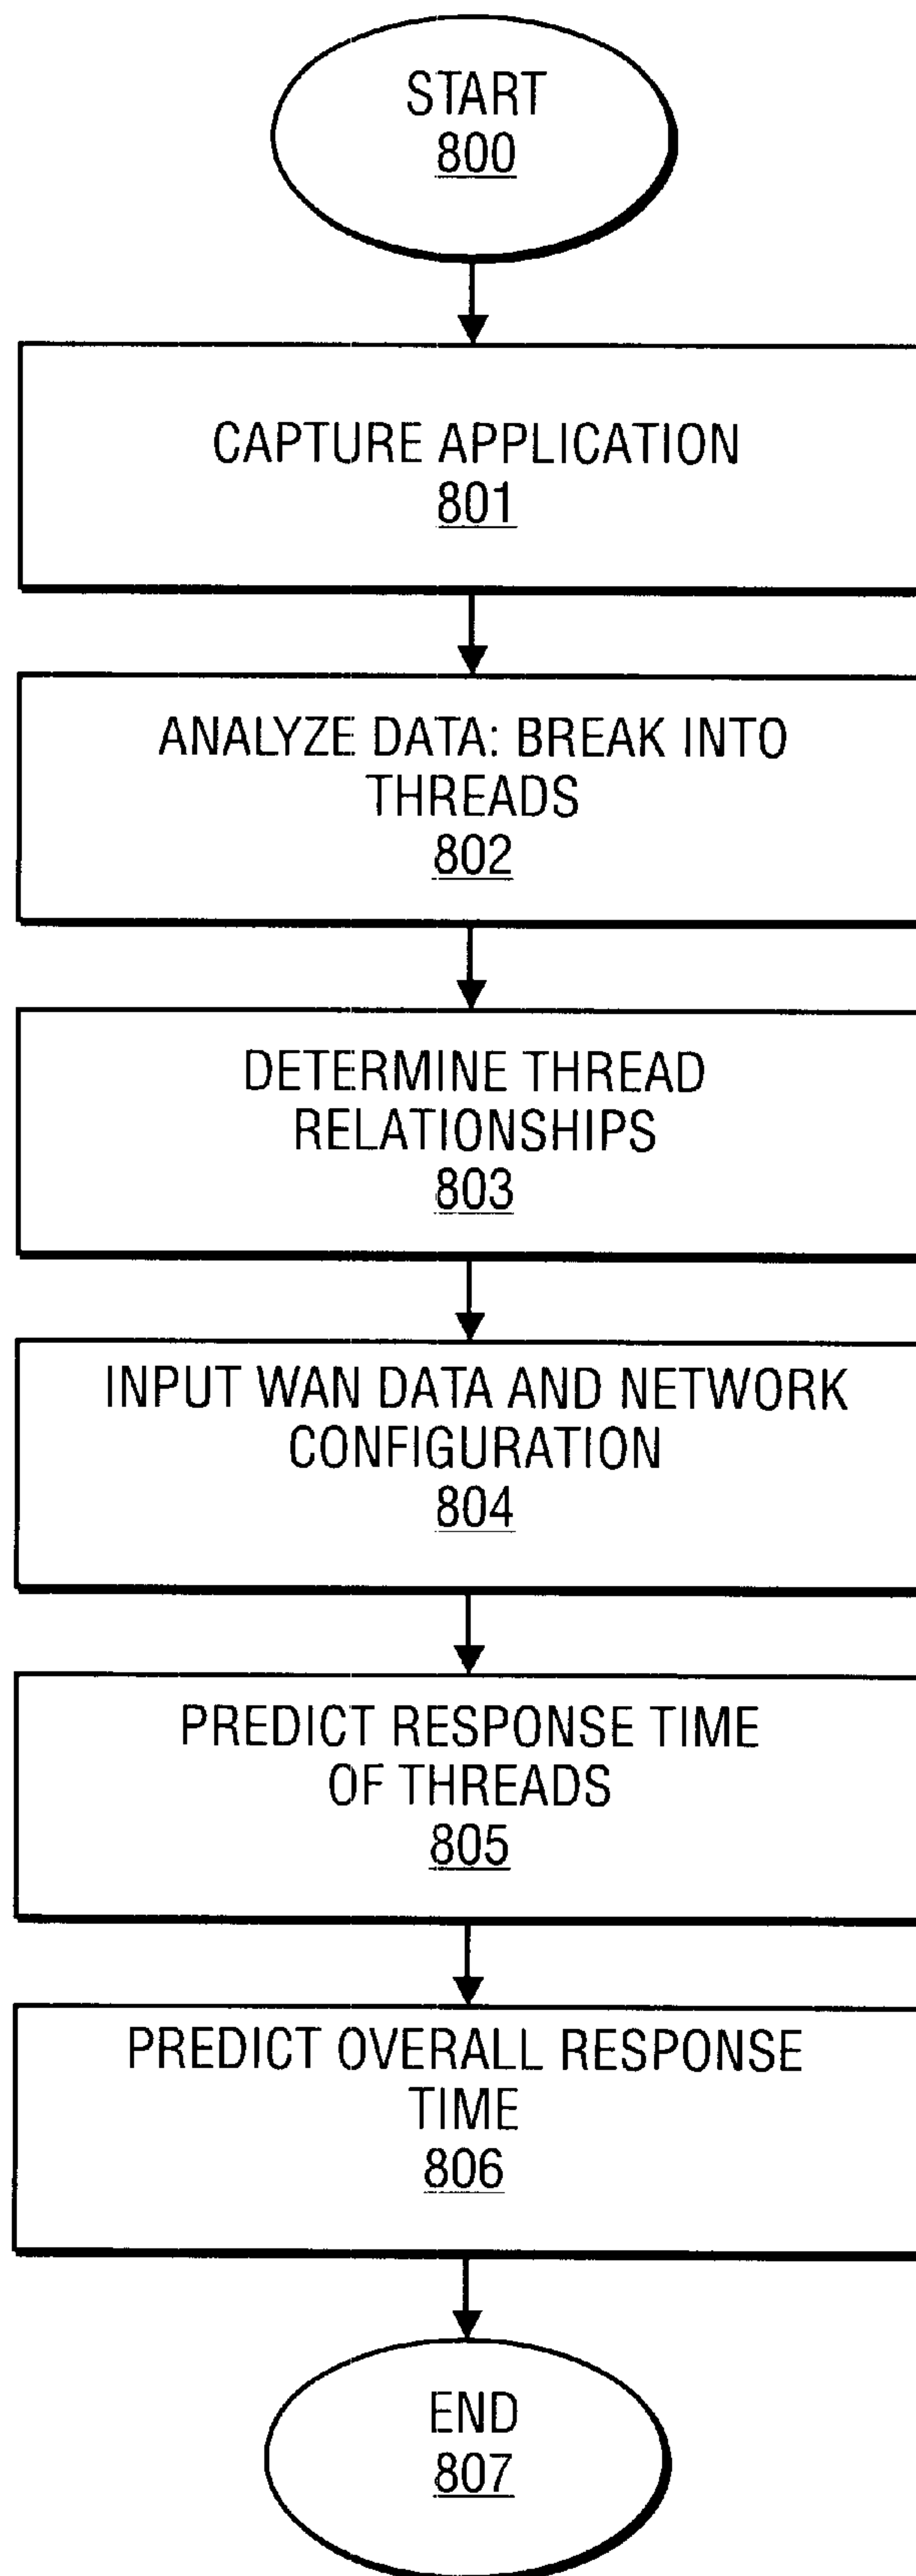 START
800
CAPTURE APPLICATION
801
ANALYZE DATA: BREAK INTO
THREADS
802
DETERMINE THREAD
RELATIONSHIPS
803
INPUT WAN DATA AND NETWORK
CONFIGURATION
804
PREDICT RESPONSE TIME
OF THREADS
805
PREDICT OVERALL RESPONSE
TIME
806
END
807